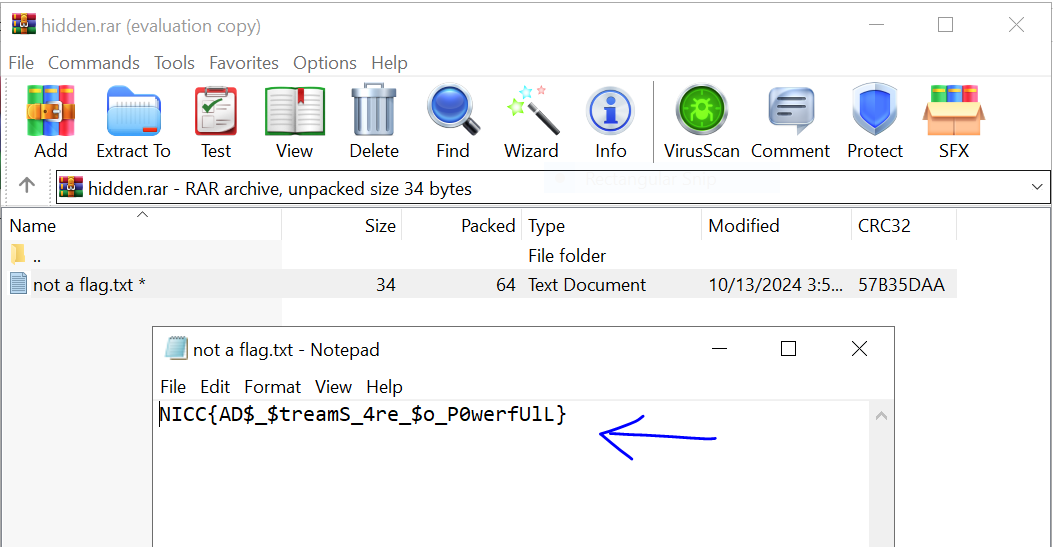 hidden.rar (evaluation copy)
File Commands Tools Favorites Options Help
Add Extract To Test View Delete Find Wizard Info VirusScan Comment Protect SFX
Rectangular Snip
hidden.rar - RAR archive, unpacked size 34 bytes
Name Size Packed Type Modified CRC32
.. File folder
not a flag.txt * 34 64 Text Document 10/13/2024 3:5... 57B35DAA
not a flag.txt - Notepad
File Edit Format View Help
NICC{AD$_$treamS_4re_$o_P0werfUlL}